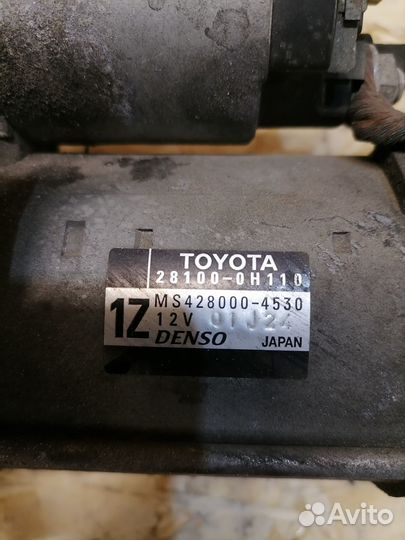 TOYOTA
28100-0H110
1Z
MS428000-4530
12V 01J24
DENSO JAPAN
Avito